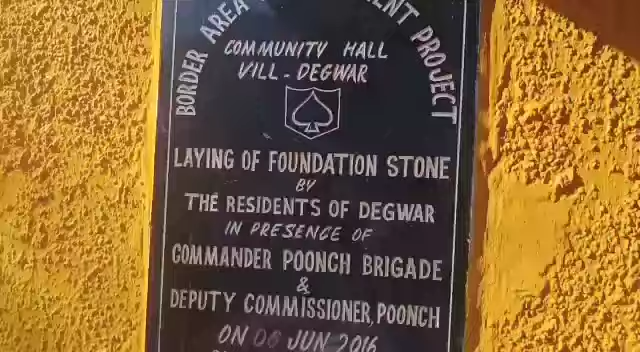 BORDER AREA PROJECT
COMMUNITY HALL
VILL - DEGWAR
LAYING OF FOUNDATION STONE
BY
THE RESIDENTS OF DEGWAR
IN PRESENCE OF
COMMANDER POONCH BRIGADE
&
DEPUTY COMMISSIONER, POONCH
ON 06 JUN 2016